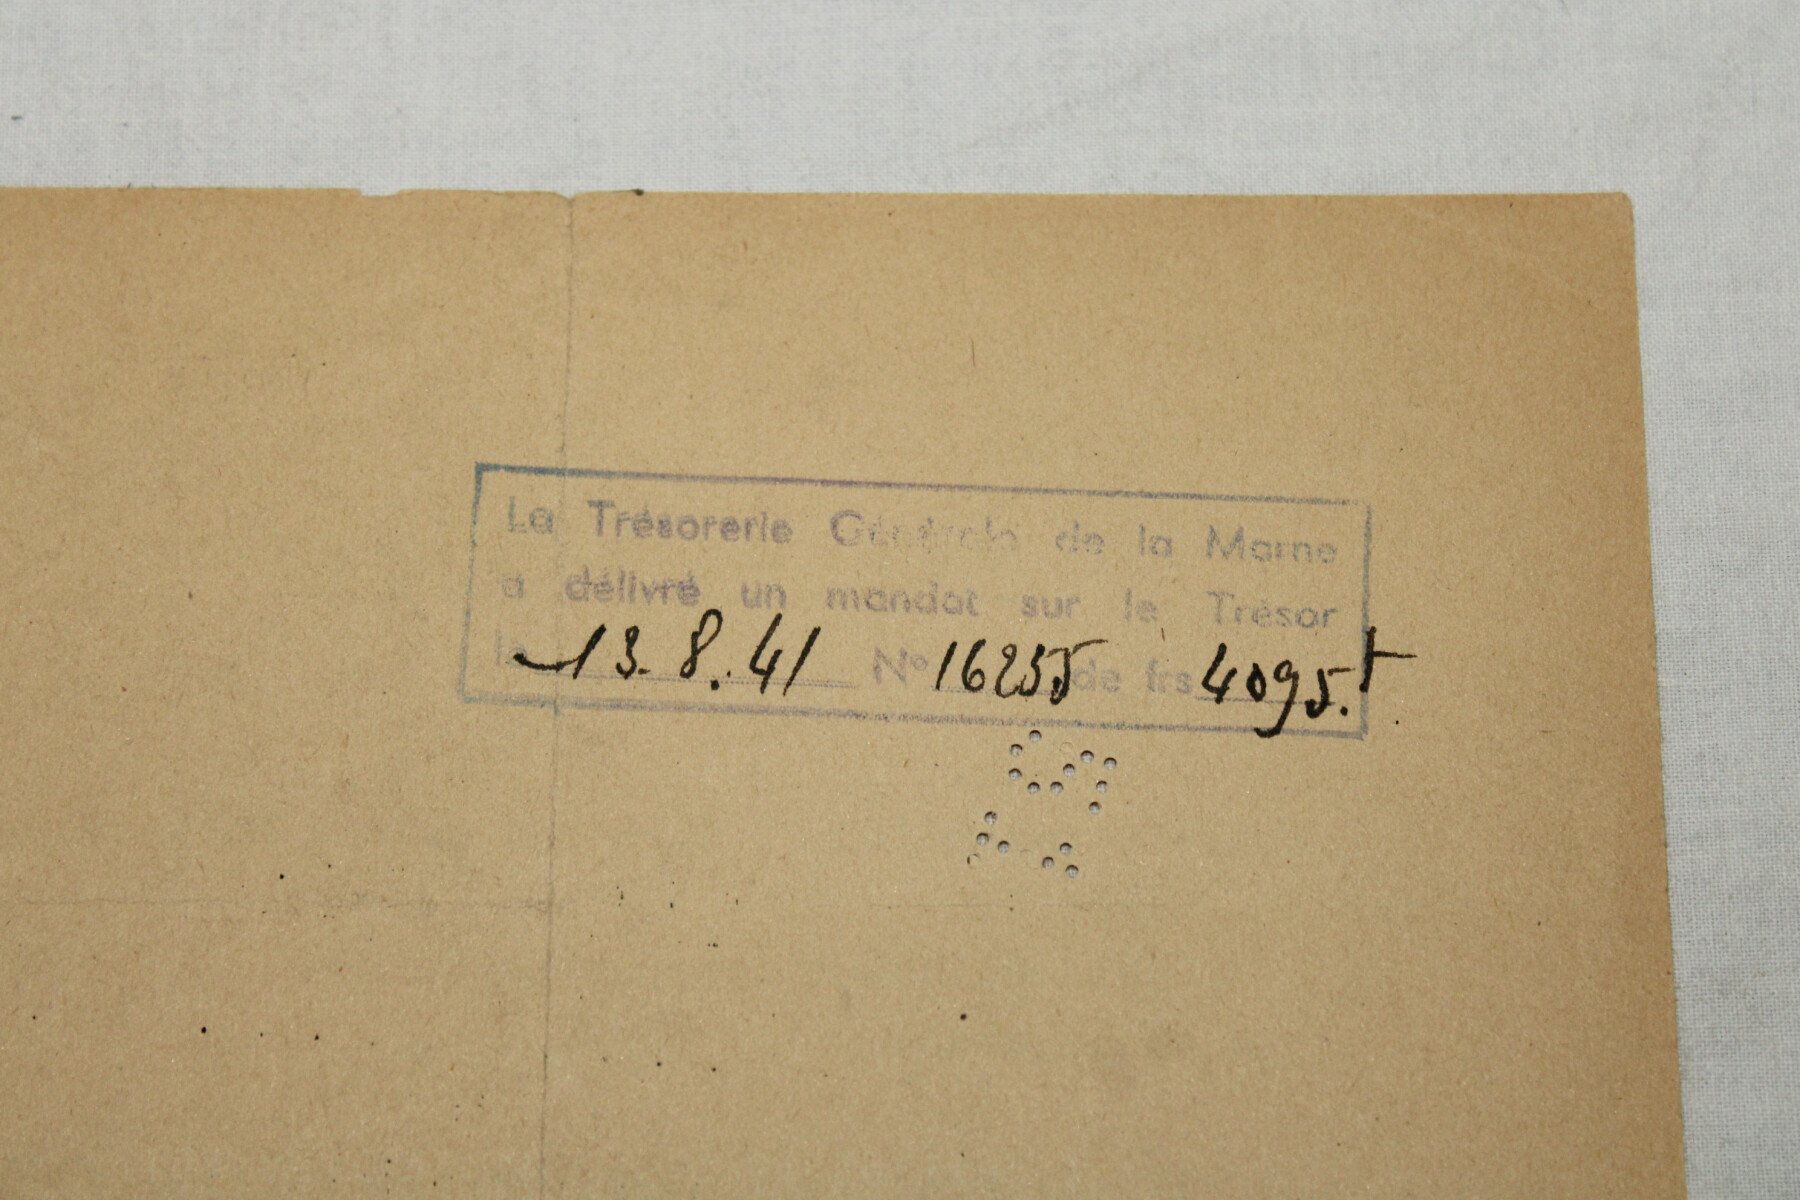 La Trésorerie Générale de la Marne
a délivré un mandat sur le Trésor
le 13.8.41 N° 16255 de frs 4095.